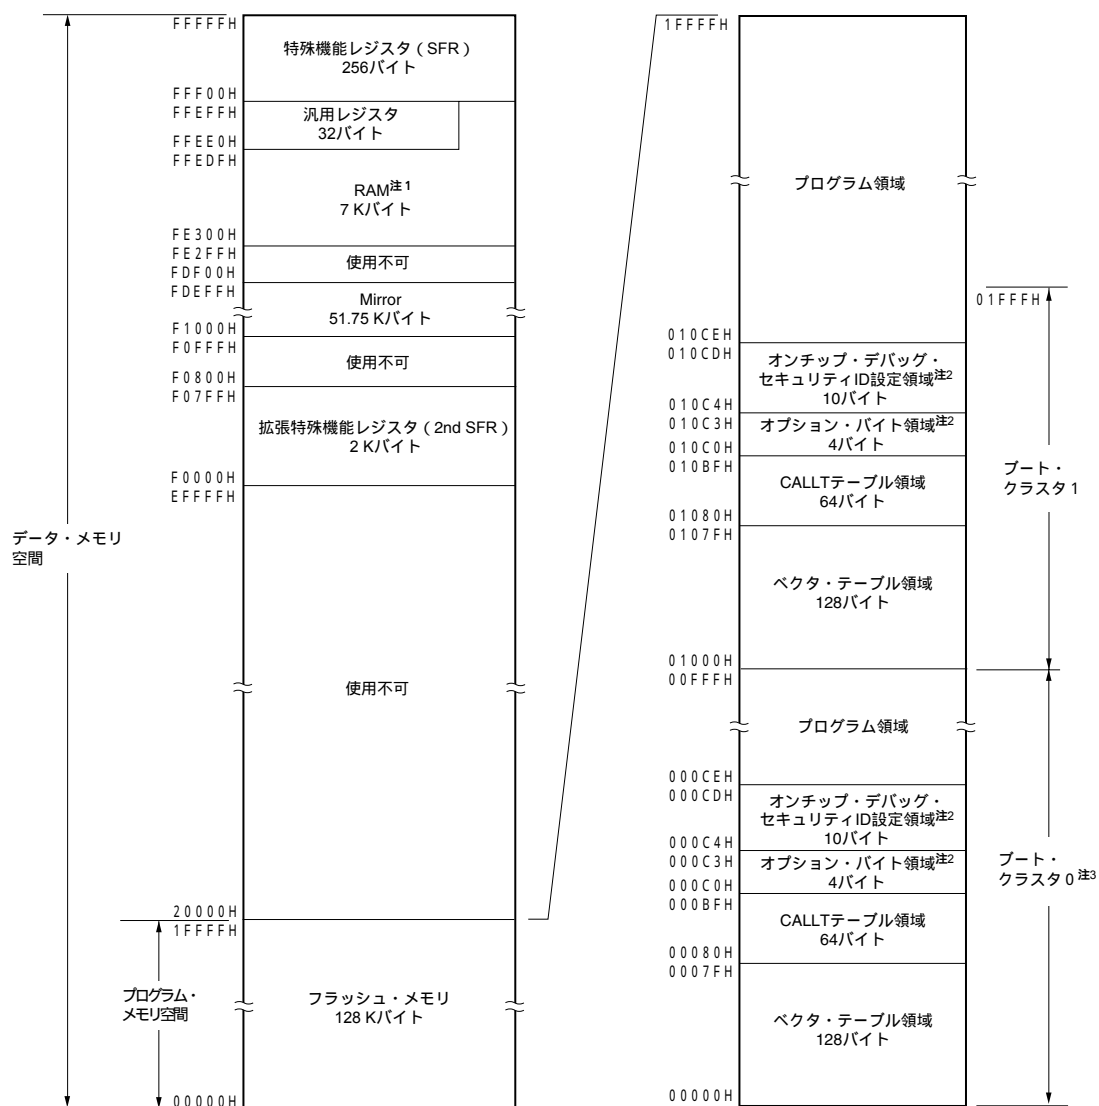 FFFFFH
特殊機能レジスタ（SFR）
256バイト
FFF00H
FFEFFH
汎用レジスタ
32バイト
FFEE0H
FFEDFH
RAM注1
7 Kバイト
FE300H
FE2FFH
使用不可
FDF00H
FDEFFH
Mirror
51.75 Kバイト
F1000H
F0FFFH
使用不可
F0800H
F07FFH
拡張特殊機能レジスタ（2nd SFR）
2 Kバイト
F0000H
EFFFFH
データ・メモリ
空間
使用不可
20000H
1FFFFH
プログラム・
メモリ空間
フラッシュ・メモリ
128 Kバイト
00000H
1FFFFH
プログラム領域
01FFFH
010CEH
010CDH
オンチップ・デバッグ・
セキュリティID設定領域注2
10バイト
010C4H
010C3H
オプション・バイト領域注2
4バイト
010C0H
010BFH
CALLTテーブル領域
64バイト
01080H
0107FH
ブート・
クラスタ1
ベクタ・テーブル領域
128バイト
01000H
00FFFH
プログラム領域
000CEH
000CDH
オンチップ・デバッグ・
セキュリティID設定領域注2
10バイト
000C4H
000C3H
オプション・バイト領域注2
4バイト
000C0H
000BFH
ブート・
クラスタ0注3
CALLTテーブル領域
64バイト
00080H
0007FH
ベクタ・テーブル領域
128バイト
00000H